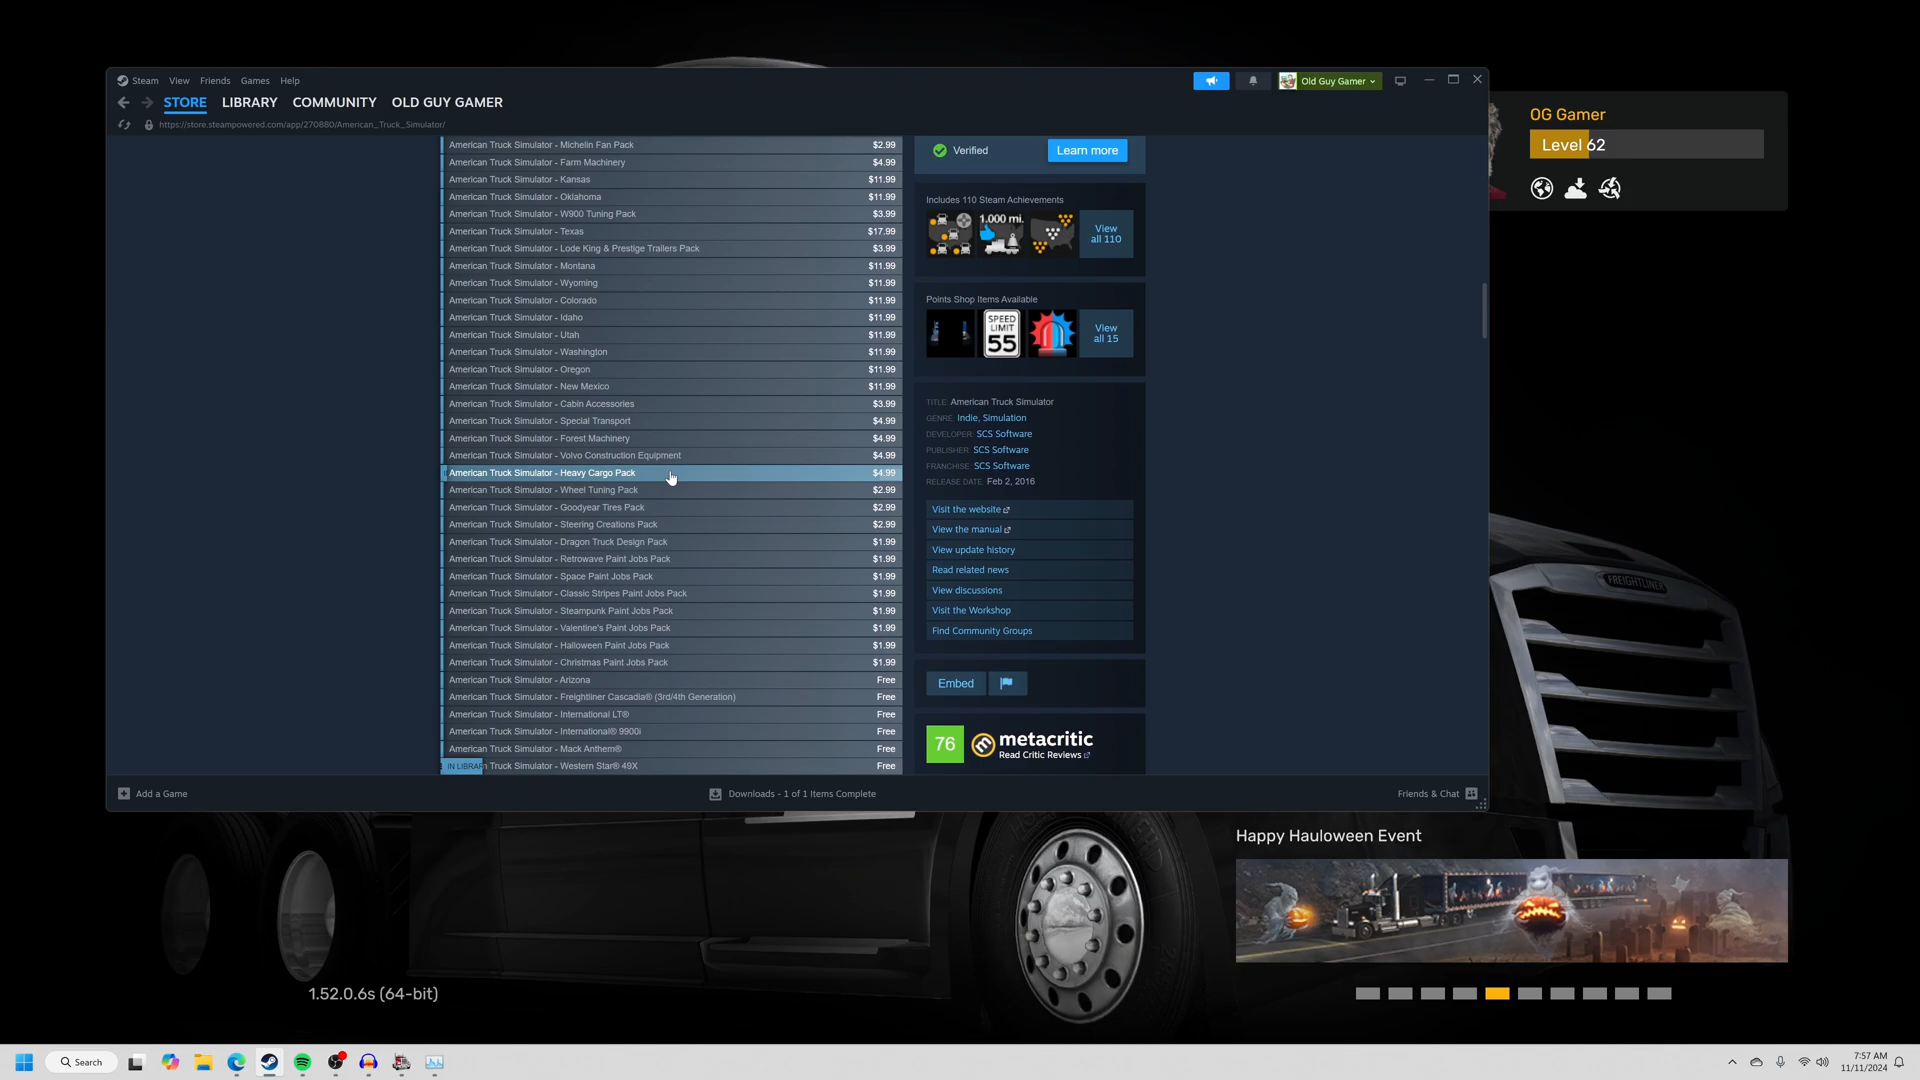 Steam View Friends Games Help
Old Guy Gamer
STORE LIBRARY COMMUNITY OLD GUY GAMER
https://store.steampowered.com/app/270880/American_Truck_Simulator/
American Truck Simulator - Michelin Fan Pack $2.99
American Truck Simulator - Farm Machinery $4.99
American Truck Simulator - Kansas $11.99
American Truck Simulator - Oklahoma $11.99
American Truck Simulator - W900 Tuning Pack $3.99
American Truck Simulator - Texas $17.99
American Truck Simulator - Lode King & Prestige Trailers Pack $3.99
American Truck Simulator - Montana $11.99
American Truck Simulator - Wyoming $11.99
American Truck Simulator - Colorado $11.99
American Truck Simulator - Idaho $11.99
American Truck Simulator - Utah $11.99
American Truck Simulator - Washington $11.99
American Truck Simulator - Oregon $11.99
American Truck Simulator - New Mexico $11.99
American Truck Simulator - Cabin Accessories $3.99
American Truck Simulator - Special Transport $4.99
American Truck Simulator - Forest Machinery $4.99
American Truck Simulator - Volvo Construction Equipment $4.99
American Truck Simulator - Heavy Cargo Pack $4.99
American Truck Simulator - Wheel Tuning Pack $2.99
American Truck Simulator - Goodyear Tires Pack $2.99
American Truck Simulator - Steering Creations Pack $2.99
American Truck Simulator - Dragon Truck Design Pack $1.99
American Truck Simulator - Retrowave Paint Jobs Pack $1.99
American Truck Simulator - Space Paint Jobs Pack $1.99
American Truck Simulator - Classic Stripes Paint Jobs Pack $1.99
American Truck Simulator - Steampunk Paint Jobs Pack $1.99
American Truck Simulator - Valentine's Paint Jobs Pack $1.99
American Truck Simulator - Halloween Paint Jobs Pack $1.99
American Truck Simulator - Christmas Paint Jobs Pack $1.99
American Truck Simulator - Arizona Free
American Truck Simulator - Freightliner Cascadia® (3rd/4th Generation) Free
American Truck Simulator - International LT® Free
American Truck Simulator - International® 9900i Free
American Truck Simulator - Mack Anthem® Free
IN LIBRAR n Truck Simulator - Western Star® 49X Free
Verified Learn more
Includes 110 Steam Achievements
1,000 mi.
View
all 110
Points Shop Items Available
SPEED
LIMIT
55
View
all 15
TITLE: American Truck Simulator
GENRE: Indie, Simulation
DEVELOPER: SCS Software
PUBLISHER: SCS Software
FRANCHISE: SCS Software
RELEASE DATE: Feb 2, 2016
Visit the website
View the manual
View update history
Read related news
View discussions
Visit the Workshop
Find Community Groups
Embed
76 metacritic
Read Critic Reviews
Add a Game Downloads - 1 of 1 Items Complete Friends & Chat
OG Gamer
Level 62
FREIGHTLINER
Happy Hauloween Event
1.52.0.6s (64-bit)
Search
7:57 AM
11/11/2024